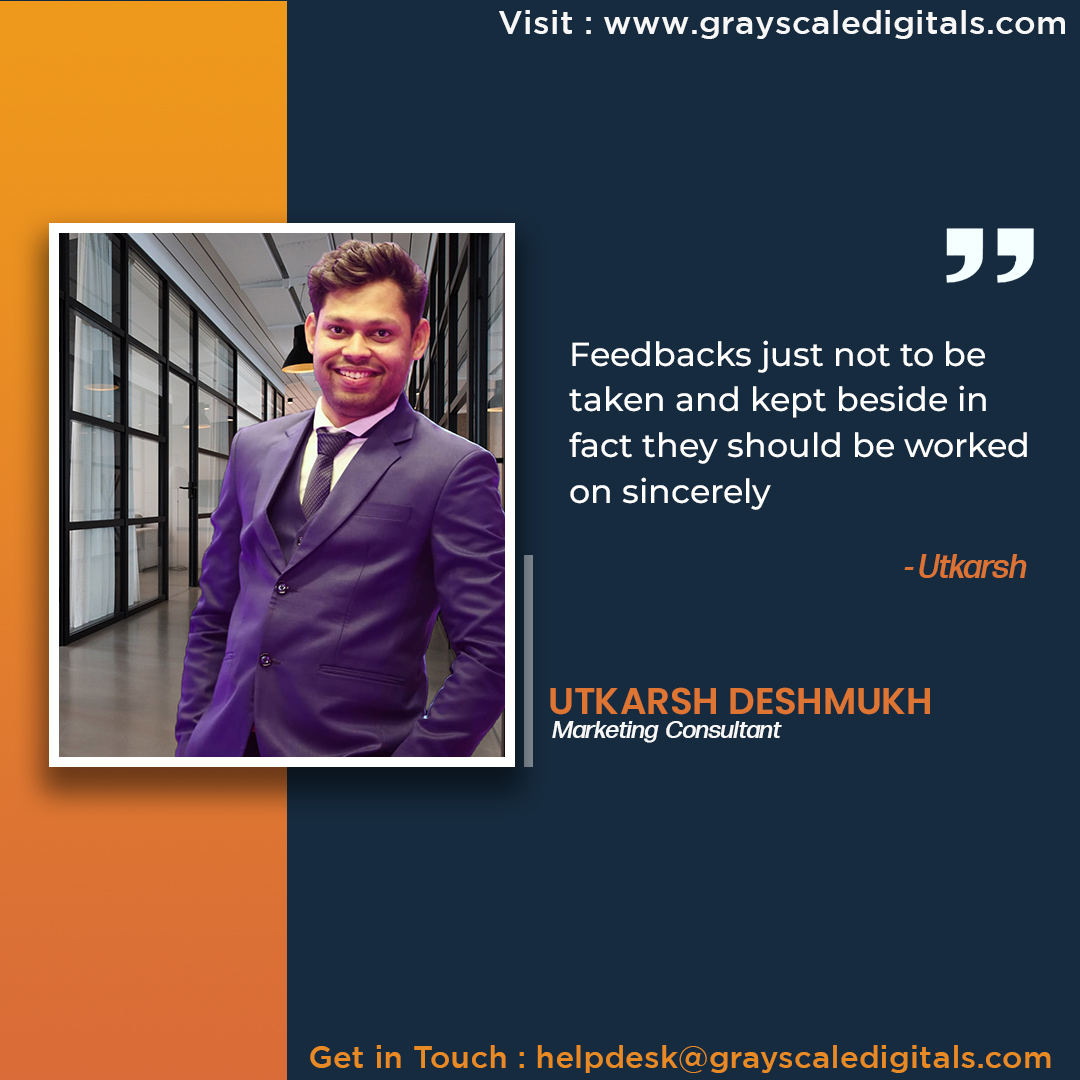 Visit : www.grayscaledigitals.com
”
Feedbacks just not to be
taken and kept beside in
fact they should be worked
on sincerely
- Utkarsh
UTKARSH DESHMUKH
Marketing Consultant
Get in Touch : helpdesk@grayscaledigitals.com